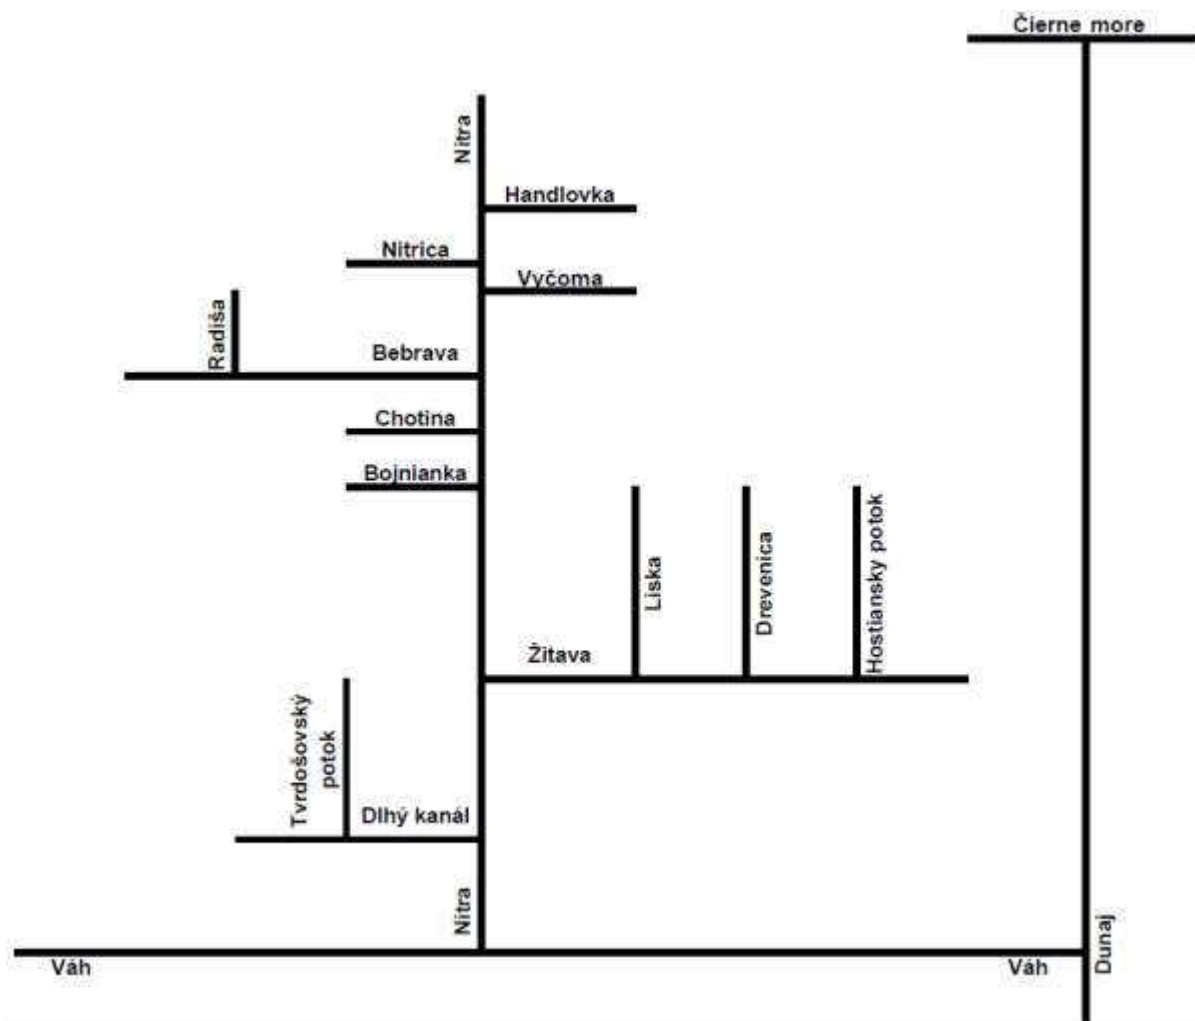 Čierne more
Nitra
Handlovka
Nitrica
Vyčoma
Radiša
Bebrava
Chotina
Bojnianka
Liska
Drevenica
Hostiansky potok
Žitava
Tvrdošovský
potok
Dlhý kanál
Nitra
Dunaj
Váh
Váh